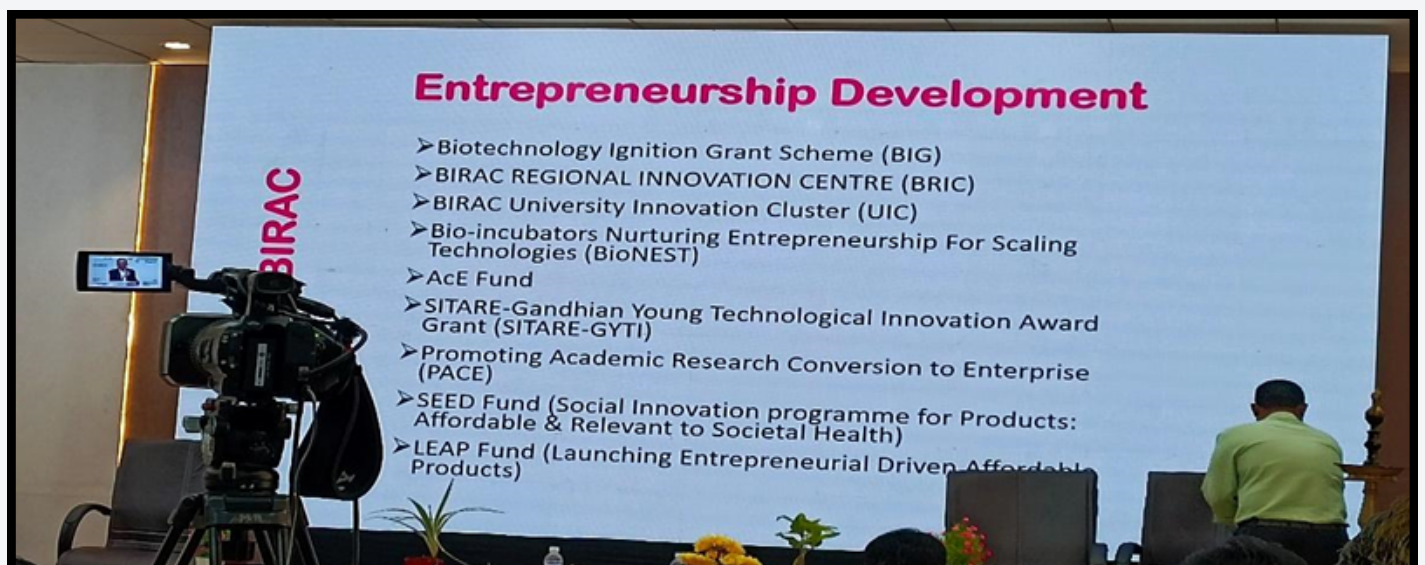 Entrepreneurship Development
BIRAC
➢Biotechnology Ignition Grant Scheme (BIG)
➢BIRAC REGIONAL INNOVATION CENTRE (BRIC)
➢BIRAC University Innovation Cluster (UIC)
➢Bio-incubators Nurturing Entrepreneurship For Scaling
Technologies (BioNEST)
➢AcE Fund
➢SITARE-Gandhian Young Technological Innovation Award
Grant (SITARE-GYTI)
➢Promoting Academic Research Conversion to Enterprise
(PACE)
➢SEED Fund (Social Innovation programme for Products:
Affordable & Relevant to Societal Health)
➢LEAP Fund (Launching Entrepreneurial Driven Affordable
Products)